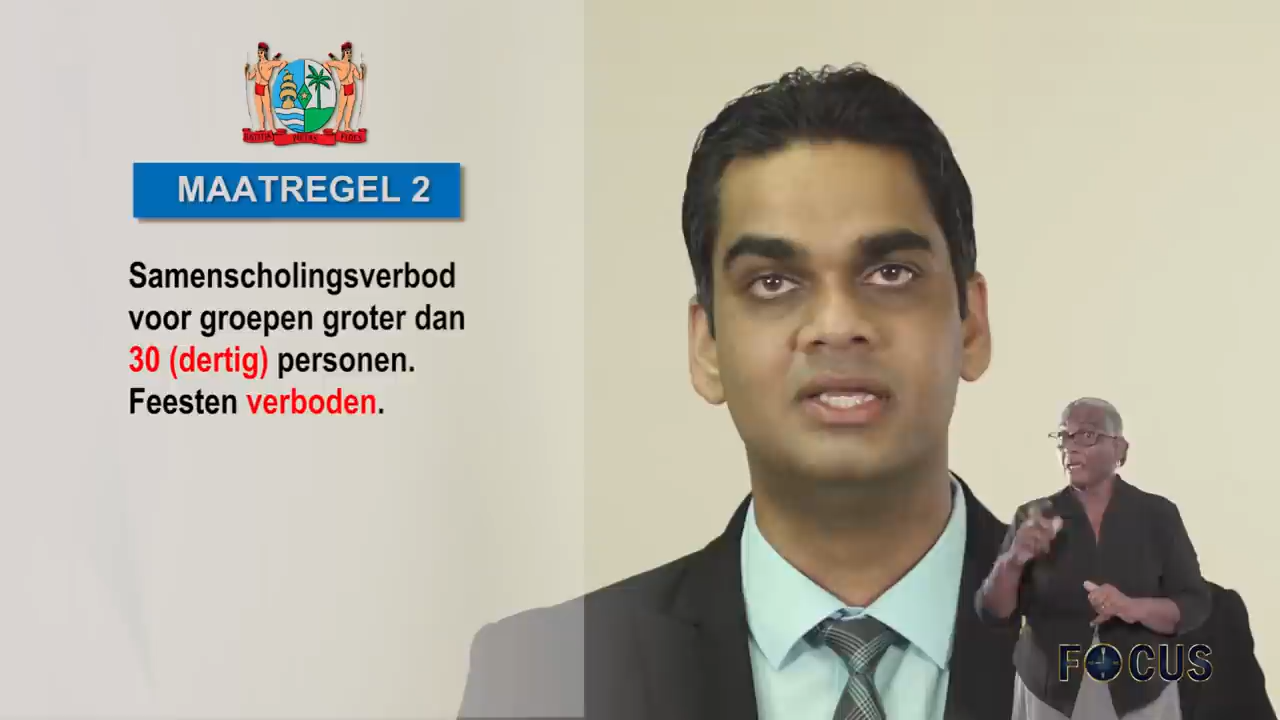 MAATREGEL 2
Samenscholingsverbod
voor groepen groter dan
30 (dertig) personen.
Feesten verboden.
FOCUS